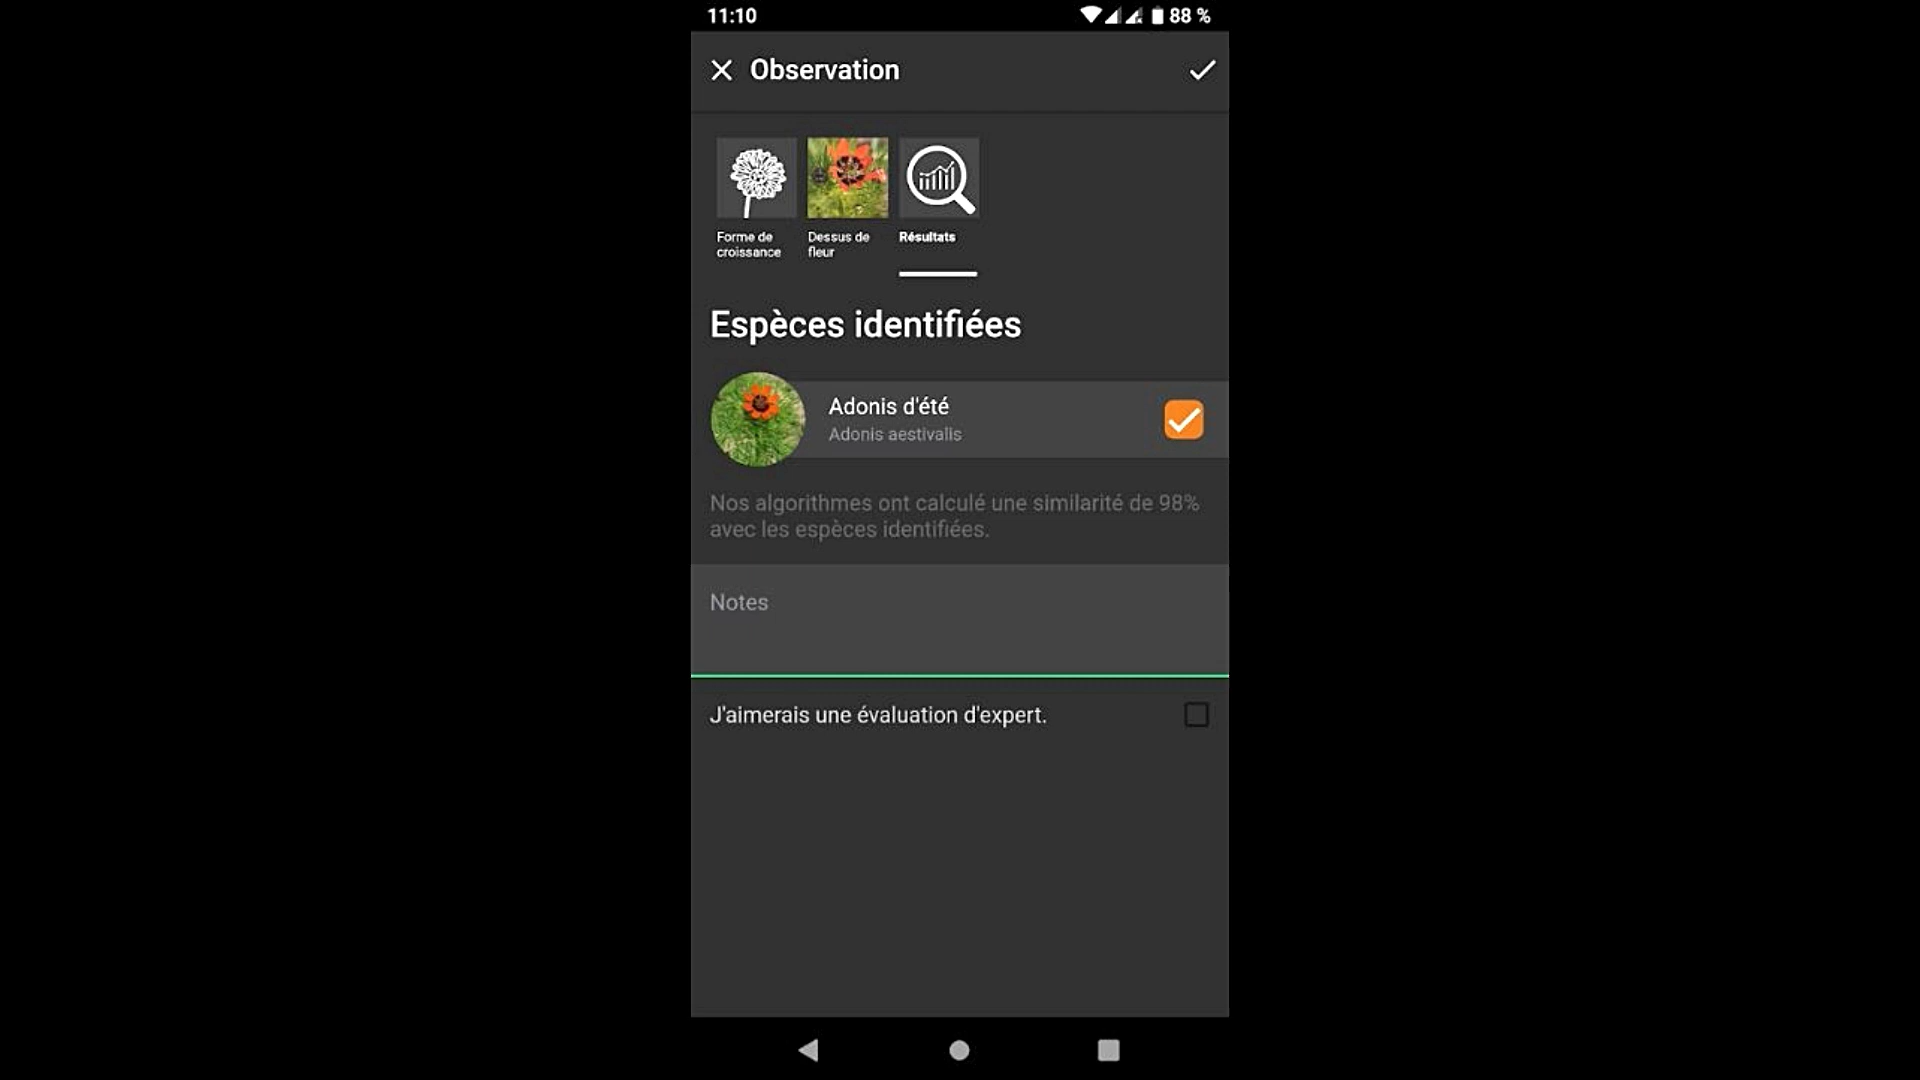 11:10
88 %
Observation
Forme de
croissance
Dessus de
fleur
Résultats
Espèces identifiées
Adonis d'été
Adonis aestivalis
Nos algorithmes ont calculé une similarité de 98%
avec les espèces identifiées.
Notes
J'aimerais une évaluation d'expert.